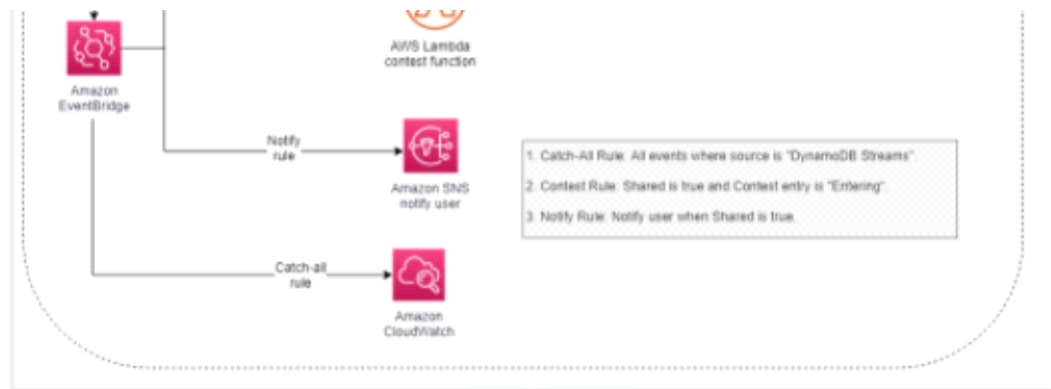 AWS Lambda
contest function
Amazon
EventBridge
Notify
rule
Amazon SNS
notify user
1. Catch-All Rule: All events where source is "DynamoDB Streams".
2. Contest Rule: Shared is true and Contest entry is "Entering".
3. Notify Rule: Notify user when Shared is true.
Catch-all
rule
Amazon
CloudWatch